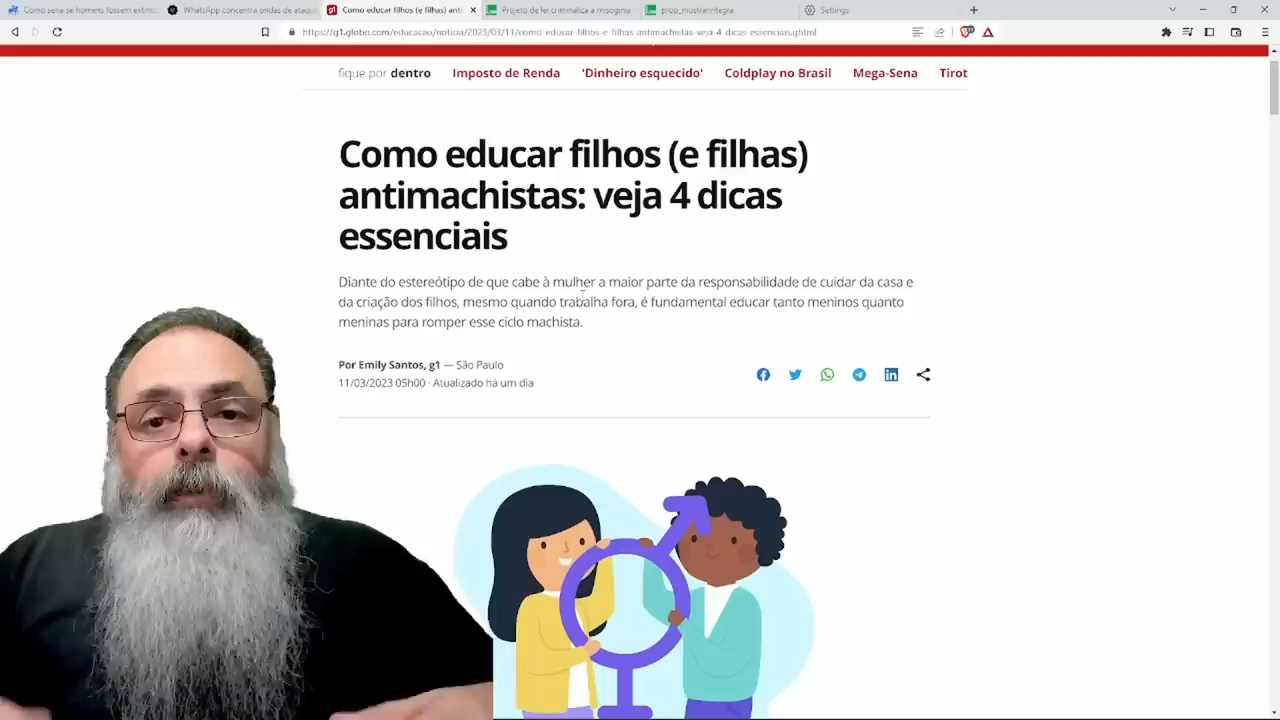 Como seria se homens fossem extinto
WhatsApp concentra ondas de ataqu
g1
Como educar filhos (e filhas) anti
Projeto de lei criminaliza a misoginia
prop_mostrarintegra
Settings
https://g1.globo.com/educacao/noticia/2023/03/11/como-educar-filhos-e-filhas-antimachistas-veja-4-dicas-essenciais.ghtml
fique por dentro
Imposto de Renda
'Dinheiro esquecido'
Coldplay no Brasil
Mega-Sena
Tirot
Como educar filhos (e filhas)
antimachistas: veja 4 dicas
essenciais
Diante do estereótipo de que cabe à mulher a maior parte da responsabilidade de cuidar da casa e
da criação dos filhos, mesmo quando trabalha fora, é fundamental educar tanto meninos quanto
meninas para romper esse ciclo machista.
Por Emily Santos, g1 — São Paulo
11/03/2023 05h00 · Atualizado há um dia